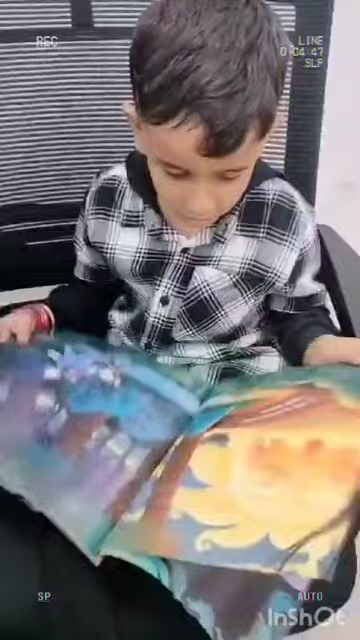 REC
LINE
0:04:47
SLP
SP
AUTO
InShOt